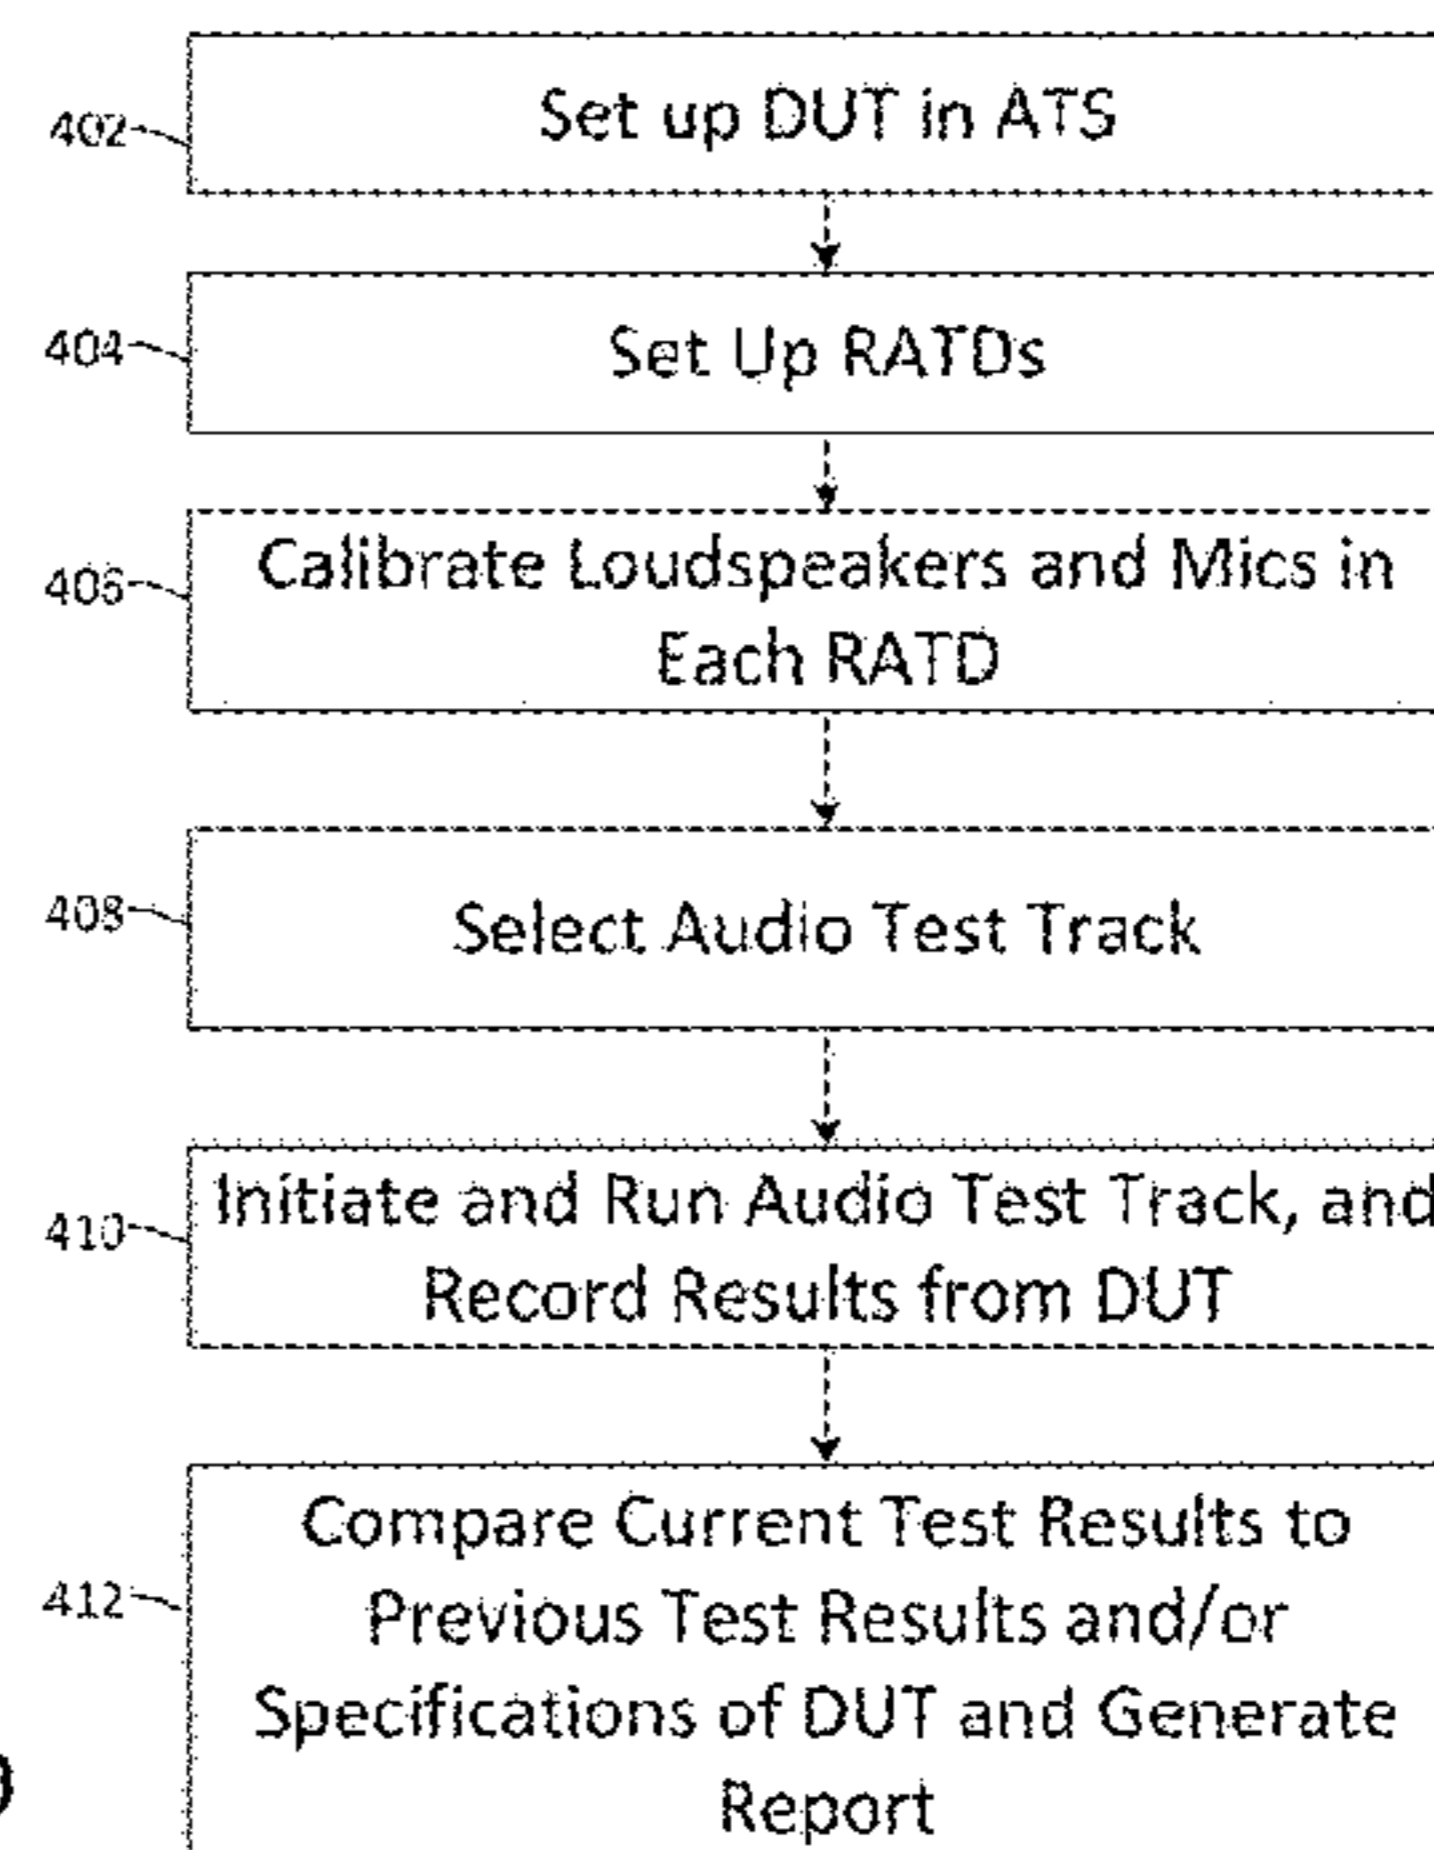 402
Set up DUT in ATS
404
Set Up RATDs
406
Calibrate Loudspeakers and Mics in
Each RATD
408
Select Audio Test Track
410
Initiate and Run Audio Test Track, and
Record Results from DUT
412
Compare Current Test Results to
Previous Test Results and/or
Specifications of DUT and Generate
Report